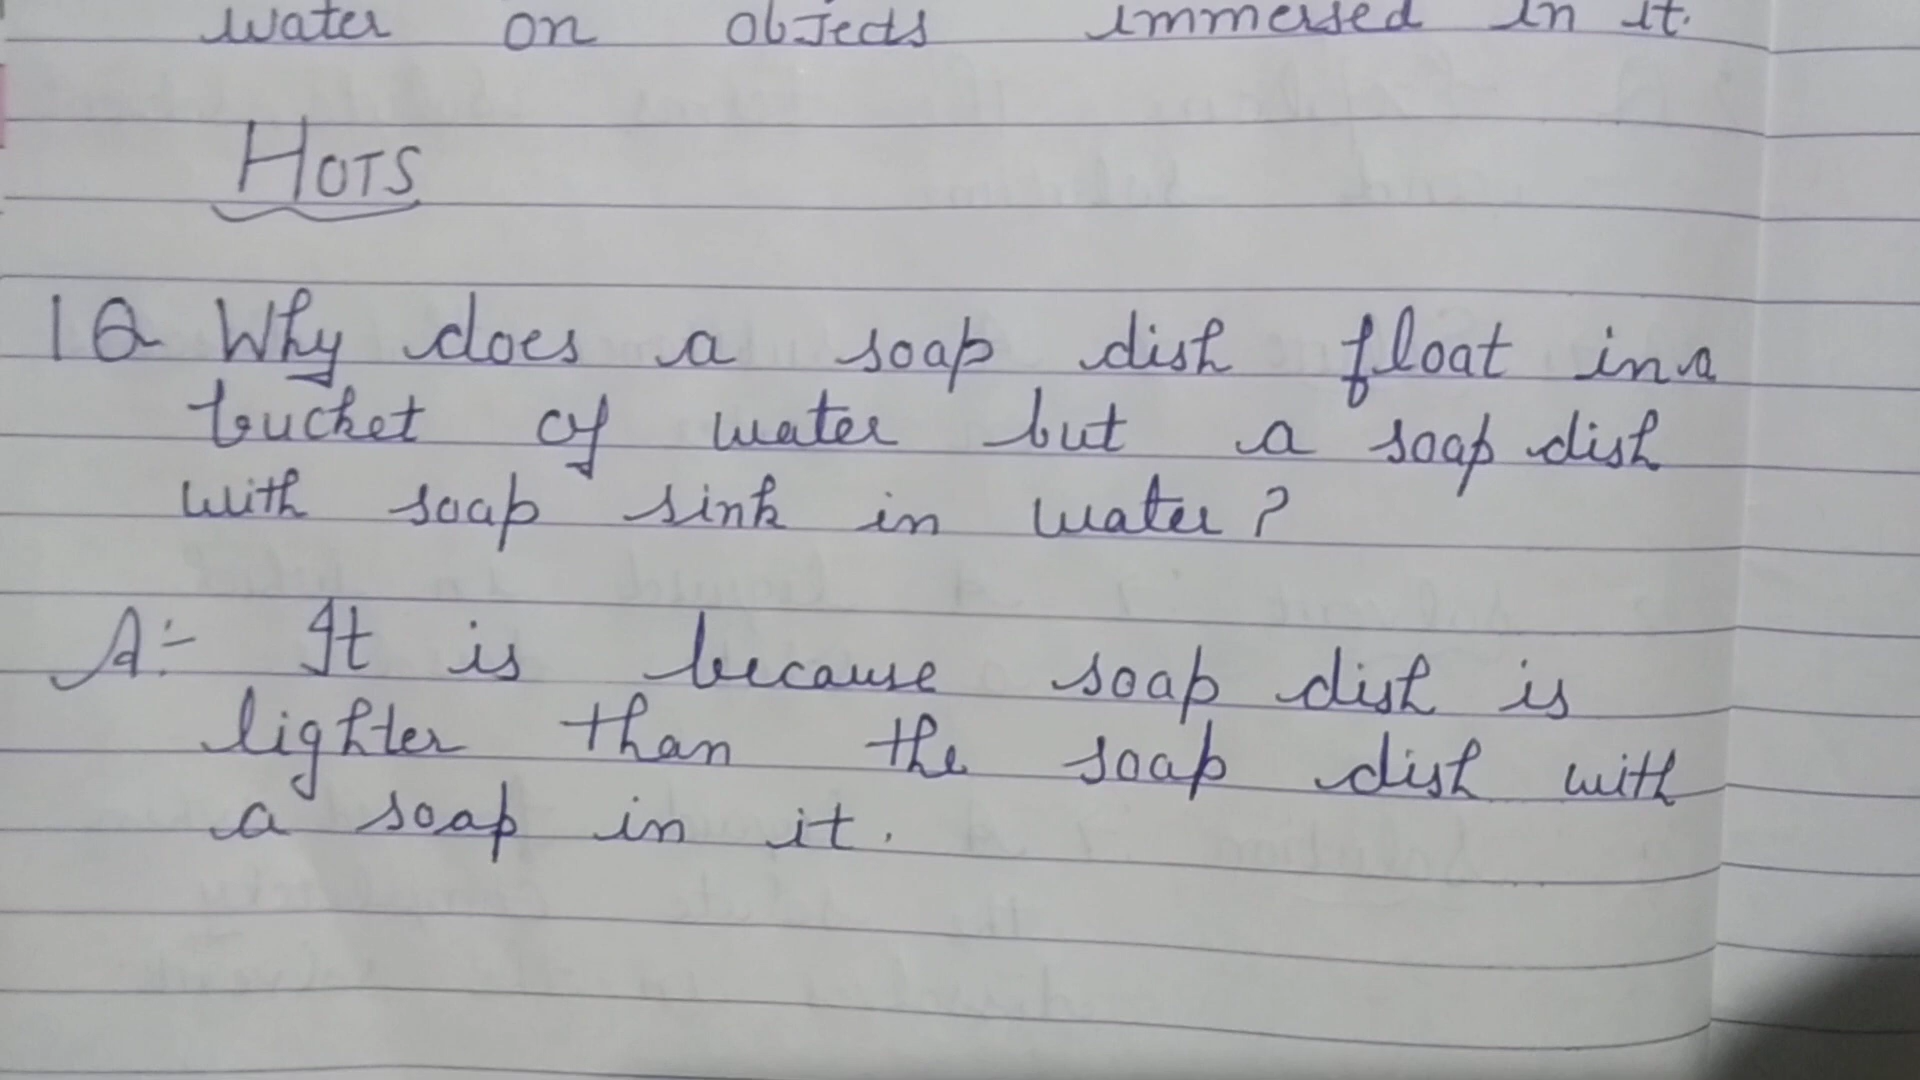 water on objects immersed in it.
HOTS
1Q Why does a soap dish float in a
bucket of water but a soap dish
with soap sink in water?
A:- It is because soap dish is
lighter than the soap dish with
a soap in it.